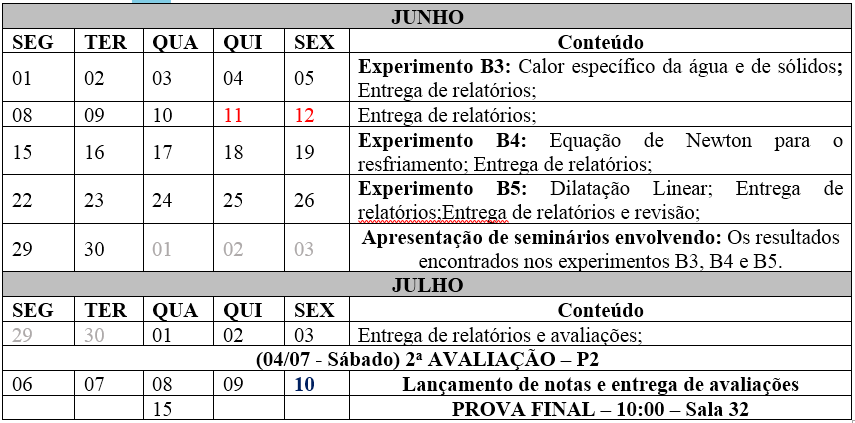 JUNHO
SEG TER QUA QUI SEX Conteúdo
01 02 03 04 05 Experimento B3: Calor específico da água e de sólidos;
Entrega de relatórios;
08 09 10 11 12 Entrega de relatórios;
15 16 17 18 19 Experimento B4: Equação de Newton para o
resfriamento; Entrega de relatórios;
22 23 24 25 26 Experimento B5: Dilatação Linear; Entrega de
relatórios;Entrega de relatórios e revisão;
29 30 01 02 03 Apresentação de seminários envolvendo: Os resultados
encontrados nos experimentos B3, B4 e B5.
JULHO
SEG TER QUA QUI SEX Conteúdo
29 30 01 02 03 Entrega de relatórios e avaliações;
(04/07 - Sábado) 2ª AVALIAÇÃO – P2
06 07 08 09 10 Lançamento de notas e entrega de avaliações
15 PROVA FINAL – 10:00 – Sala 32